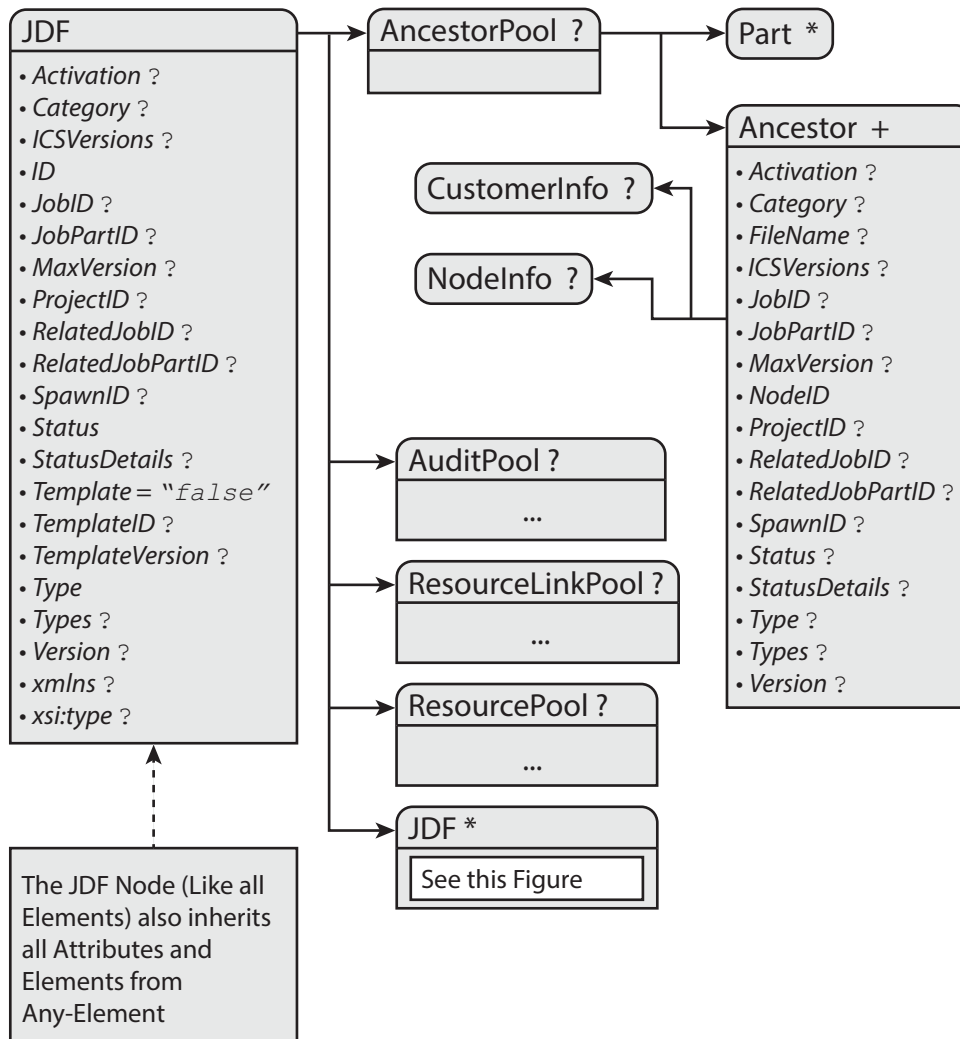 JDF
• Activation ?
• Category ?
• ICSVersions ?
• ID
• JobID ?
• JobPartID ?
• MaxVersion ?
• ProjectID ?
• RelatedJobID ?
• RelatedJobPartID ?
• SpawnID ?
• Status
• StatusDetails ?
• Template = “false”
• TemplateID ?
• TemplateVersion ?
• Type
• Types ?
• Version ?
• xmlns ?
• xsi:type ?
The JDF Node (Like all
Elements) also inherits
all Attributes and
Elements from
Any-Element
AncestorPool ?
Part *
Ancestor +
• Activation ?
• Category ?
• FileName ?
• ICSVersions ?
• JobID ?
• JobPartID ?
• MaxVersion ?
• NodeID
• ProjectID ?
• RelatedJobID ?
• RelatedJobPartID ?
• SpawnID ?
• Status ?
• StatusDetails ?
• Type ?
• Types ?
• Version ?
CustomerInfo ?
NodeInfo ?
AuditPool ?
...
ResourceLinkPool ?
...
ResourcePool ?
...
JDF *
See this Figure